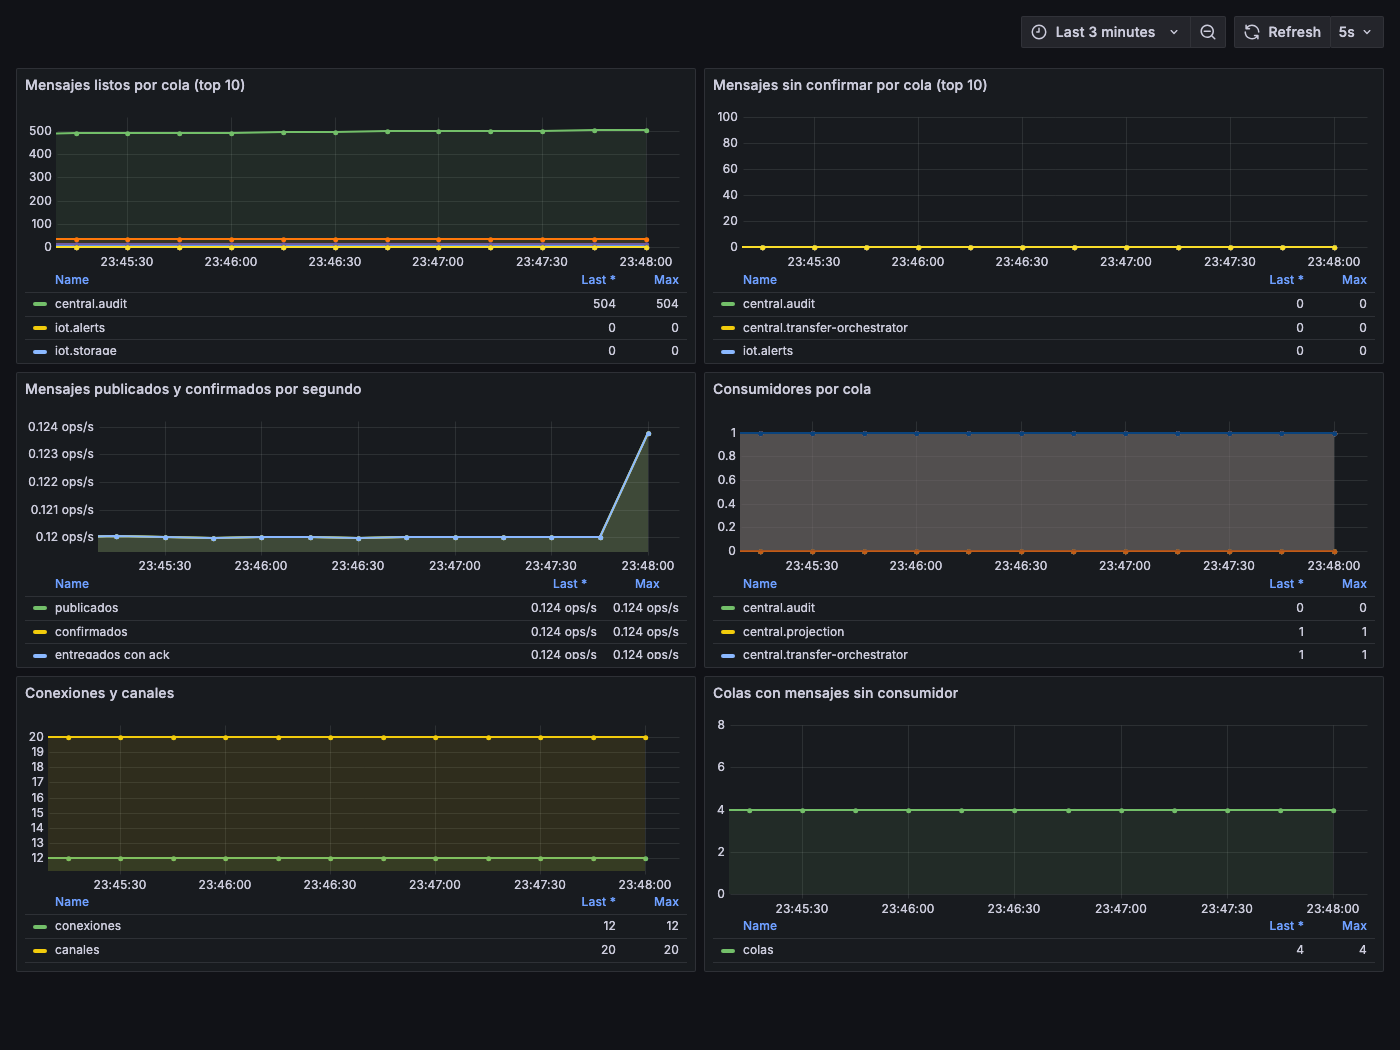 Last 3 minutes
Refresh
5s
Mensajes listos por cola (top 10)
500
400
300
200
100
0
23:45:30 23:46:00 23:46:30 23:47:00 23:47:30 23:48:00
Name Last * Max
central.audit 504 504
iot.alerts 0 0
iot.storage 0 0
Mensajes sin confirmar por cola (top 10)
100
80
60
40
20
0
23:45:30 23:46:00 23:46:30 23:47:00 23:47:30 23:48:00
Name Last * Max
central.audit 0 0
central.transfer-orchestrator 0 0
iot.alerts 0 0
Mensajes publicados y confirmados por segundo
0.124 ops/s
0.123 ops/s
0.122 ops/s
0.121 ops/s
0.12 ops/s
23:45:30 23:46:00 23:46:30 23:47:00 23:47:30 23:48:00
Name Last * Max
publicados 0.124 ops/s 0.124 ops/s
confirmados 0.124 ops/s 0.124 ops/s
entregados con ack 0.124 ops/s 0.124 ops/s
Consumidores por cola
1
0.8
0.6
0.4
0.2
0
23:45:30 23:46:00 23:46:30 23:47:00 23:47:30 23:48:00
Name Last * Max
central.audit 0 0
central.projection 1 1
central.transfer-orchestrator 1 1
Conexiones y canales
20
19
18
17
16
15
14
13
12
23:45:30 23:46:00 23:46:30 23:47:00 23:47:30 23:48:00
Name Last * Max
conexiones 12 12
canales 20 20
Colas con mensajes sin consumidor
8
6
4
2
0
23:45:30 23:46:00 23:46:30 23:47:00 23:47:30 23:48:00
Name Last * Max
colas 4 4